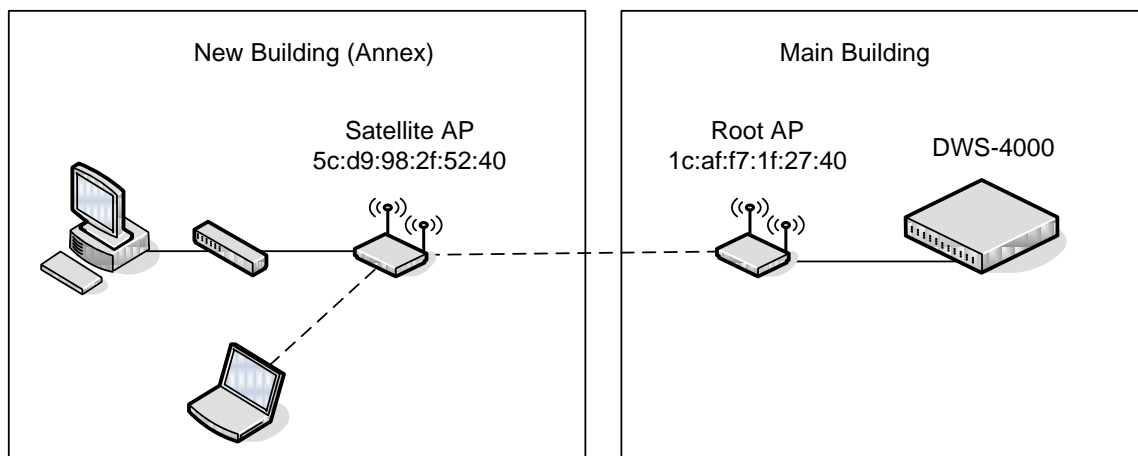 New Building (Annex)
Main Building
Satellite AP
5c:d9:98:2f:52:40
Root AP
1c:af:f7:1f:27:40
DWS-4000